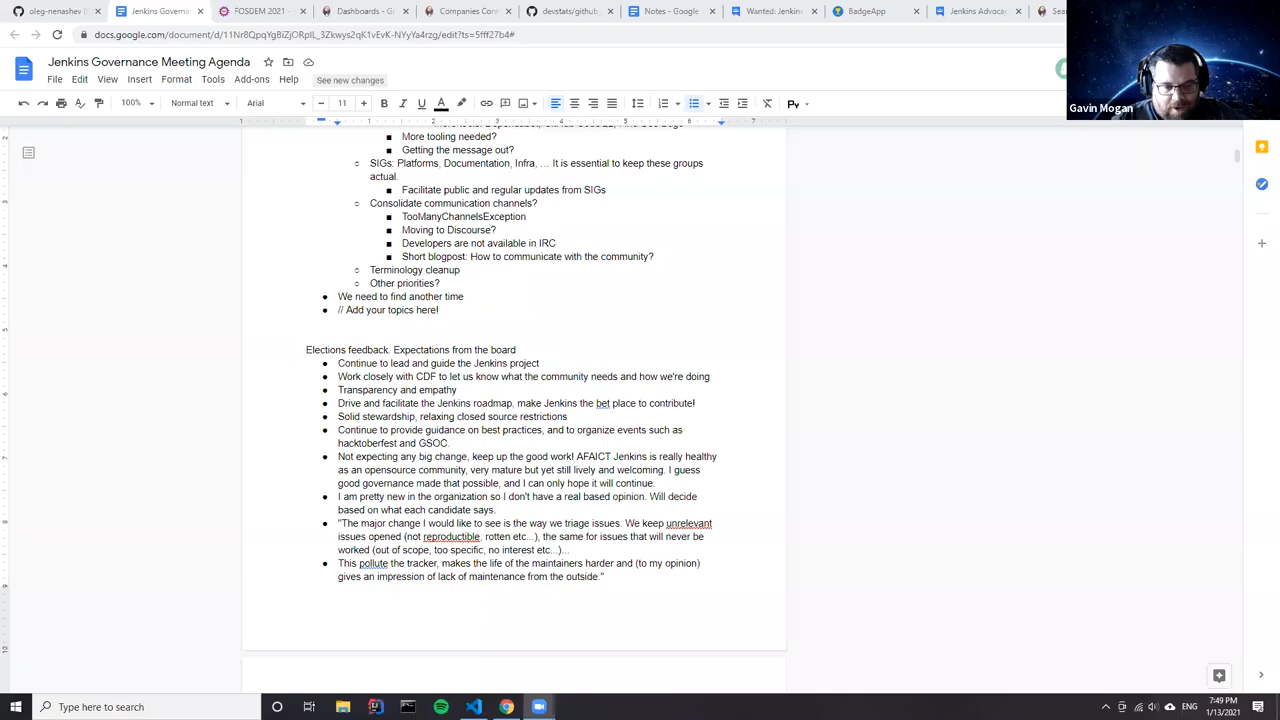 oleg-nenashev (
Jenkins Governa
FOSDEM 2021 -
Dashboards - G
Companies Con
devstats/github
Notes - Google
Wanted: Jenkin
BadgeApp
Jenkins Advoca
Sea
docs.google.com/document/d/11Nr8QpqYgBiZjORpIL_3Zkwys2qK1vEvK-NYyYa4rzg/edit?ts=5fff27b4#
Jenkins Governance Meeting Agenda
File Edit View Insert Format Tools Add-ons Help See new changes
100% Normal text Arial 11
Gavin Mogan
More tooling needed?
Getting the message out?
SIGs: Platforms, Documentation, Infra, … It is essential to keep these groups
actual.
Facilitate public and regular updates from SIGs
Consolidate communication channels?
TooManyChannelsException
Moving to Discourse?
Developers are not available in IRC
Short blogpost: How to communicate with the community?
Terminology cleanup
Other priorities?
We need to find another time
// Add your topics here!
Elections feedback. Expectations from the board
Continue to lead and guide the Jenkins project
Work closely with CDF to let us know what the community needs and how we're doing
Transparency and empathy
Drive and facilitate the Jenkins roadmap, make Jenkins the bet place to contribute!
Solid stewardship, relaxing closed source restrictions
Continue to provide guidance on best practices, and to organize events such as
hacktoberfest and GSOC.
Not expecting any big change, keep up the good work! AFAICT Jenkins is really healthy
as an opensource community, very mature but yet still lively and welcoming. I guess
good governance made that possible, and I can only hope it will continue.
I am pretty new in the organization so I don't have a real based opinion. Will decide
based on what each candidate says.
"The major change I would like to see is the way we triage issues. We keep unrelevant
issues opened (not reproductible, rotten etc...), the same for issues that will never be
worked (out of scope, too specific, no interest etc...)...
This pollute the tracker, makes the life of the maintainers harder and (to my opinion)
gives an impression of lack of maintenance from the outside."
Type here to search
ENG
7:49 PM
1/13/2021